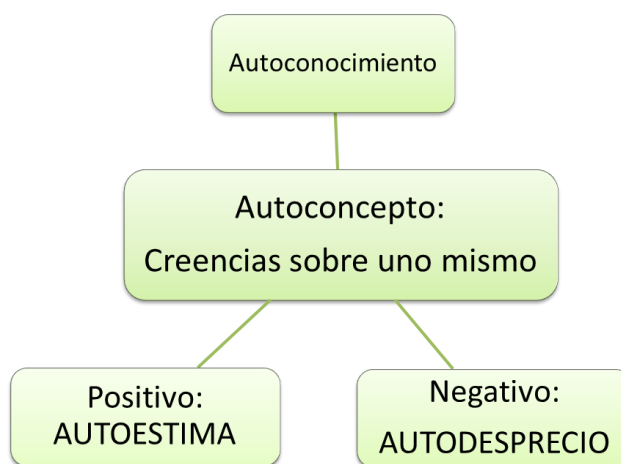 Autoconocimiento
Autoconcepto:
Creencias sobre uno mismo
Positivo:
AUTOESTIMA
Negativo:
AUTODESPRECIO